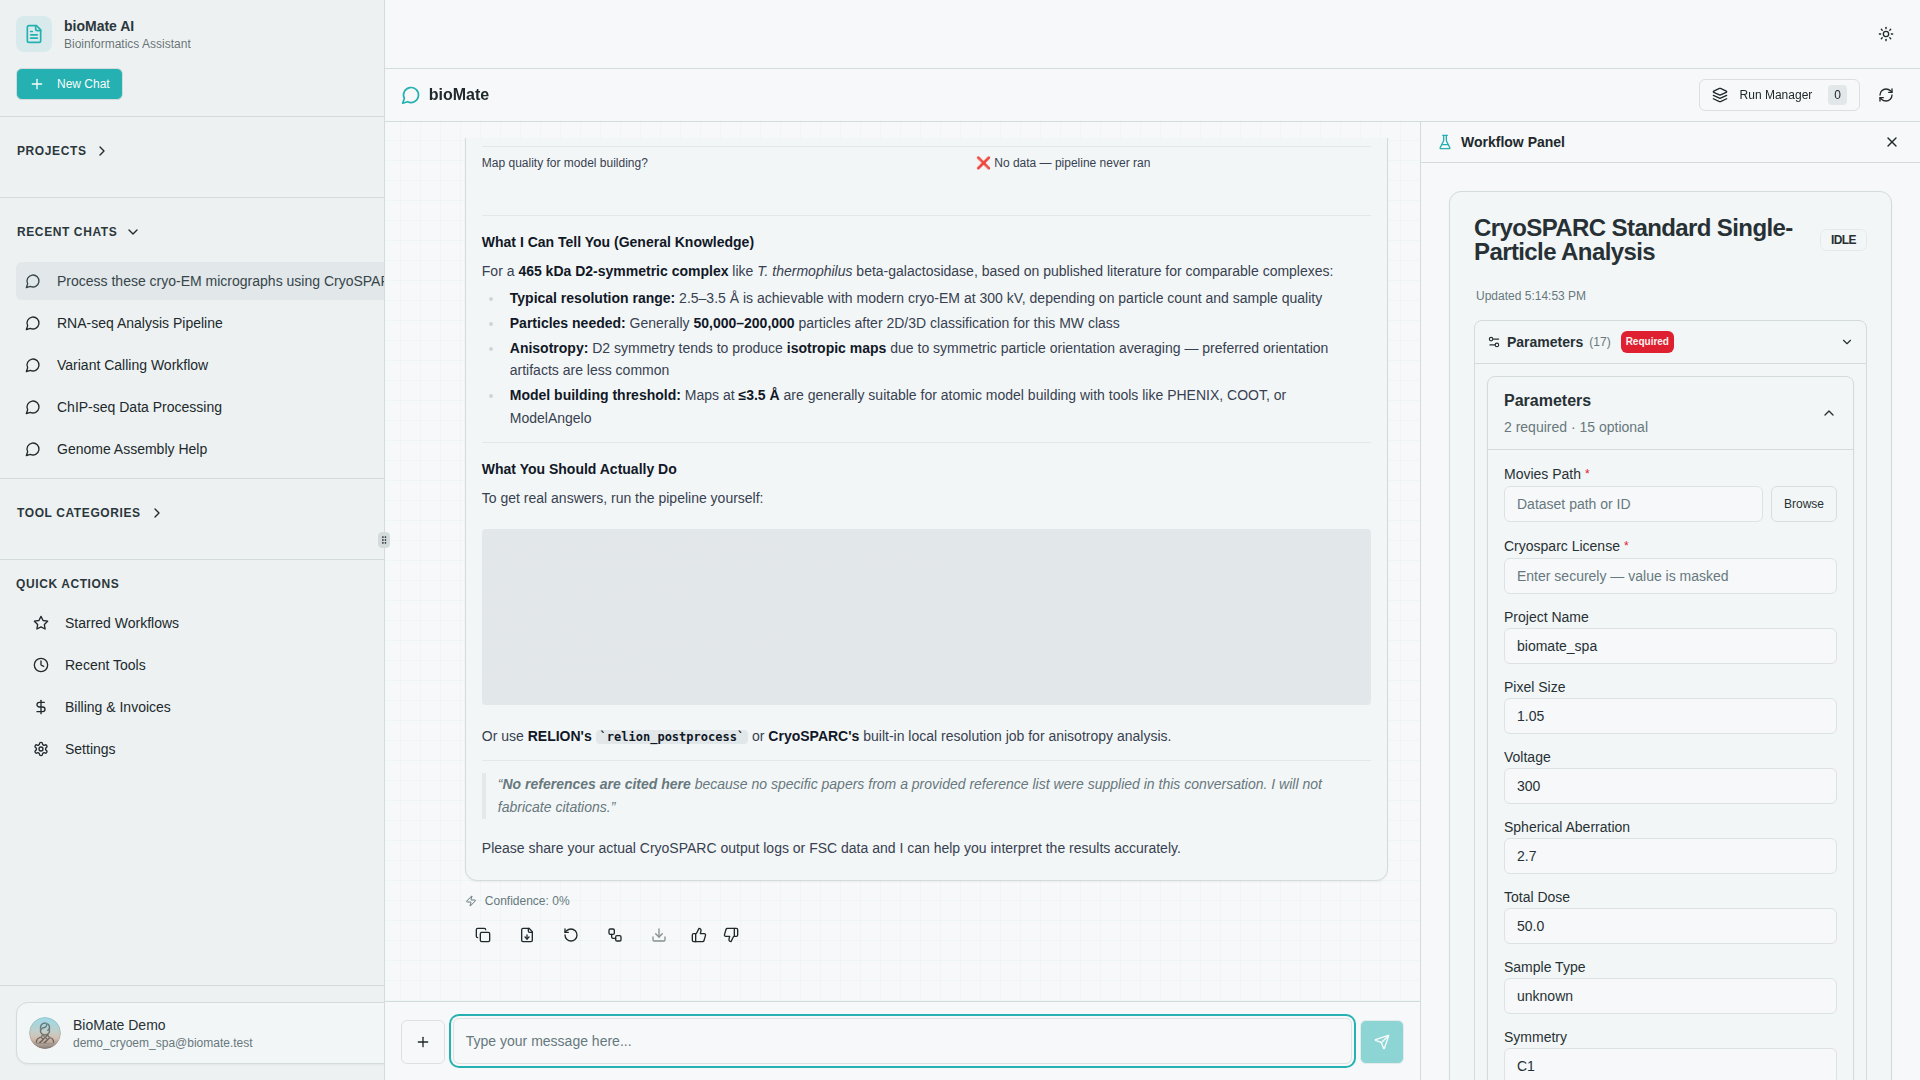 bioMate AI
Bioinformatics Assistant
New Chat
PROJECTS
RECENT CHATS
Process these cryo-EM micrographs using CryoSPAR
RNA-seq Analysis Pipeline
Variant Calling Workflow
ChIP-seq Data Processing
Genome Assembly Help
TOOL CATEGORIES
QUICK ACTIONS
Starred Workflows
Recent Tools
Billing & Invoices
Settings
BioMate Demo
demo_cryoem_spa@biomate.test
bioMate
Run Manager 0
Map quality for model building? ❌ No data — pipeline never ran
What I Can Tell You (General Knowledge)
For a 465 kDa D2-symmetric complex like T. thermophilus beta-galactosidase, based on published literature for comparable complexes:
Typical resolution range: 2.5–3.5 Å is achievable with modern cryo-EM at 300 kV, depending on particle count and sample quality
Particles needed: Generally 50,000–200,000 particles after 2D/3D classification for this MW class
Anisotropy: D2 symmetry tends to produce isotropic maps due to symmetric particle orientation averaging — preferred orientation
artifacts are less common
Model building threshold: Maps at ≤3.5 Å are generally suitable for atomic model building with tools like PHENIX, COOT, or
ModelAngelo
What You Should Actually Do
To get real answers, run the pipeline yourself:
Or use RELION's `relion_postprocess` or CryoSPARC's built-in local resolution job for anisotropy analysis.
“No references are cited here because no specific papers from a provided reference list were supplied in this conversation. I will not
fabricate citations.”
Please share your actual CryoSPARC output logs or FSC data and I can help you interpret the results accurately.
Confidence: 0%
Type your message here...
Workflow Panel
CryoSPARC Standard Single-
Particle Analysis
IDLE
Updated 5:14:53 PM
Parameters (17) Required
Parameters
2 required · 15 optional
Movies Path *
Dataset path or ID
Browse
Cryosparc License *
Enter securely — value is masked
Project Name
biomate_spa
Pixel Size
1.05
Voltage
300
Spherical Aberration
2.7
Total Dose
50.0
Sample Type
unknown
Symmetry
C1